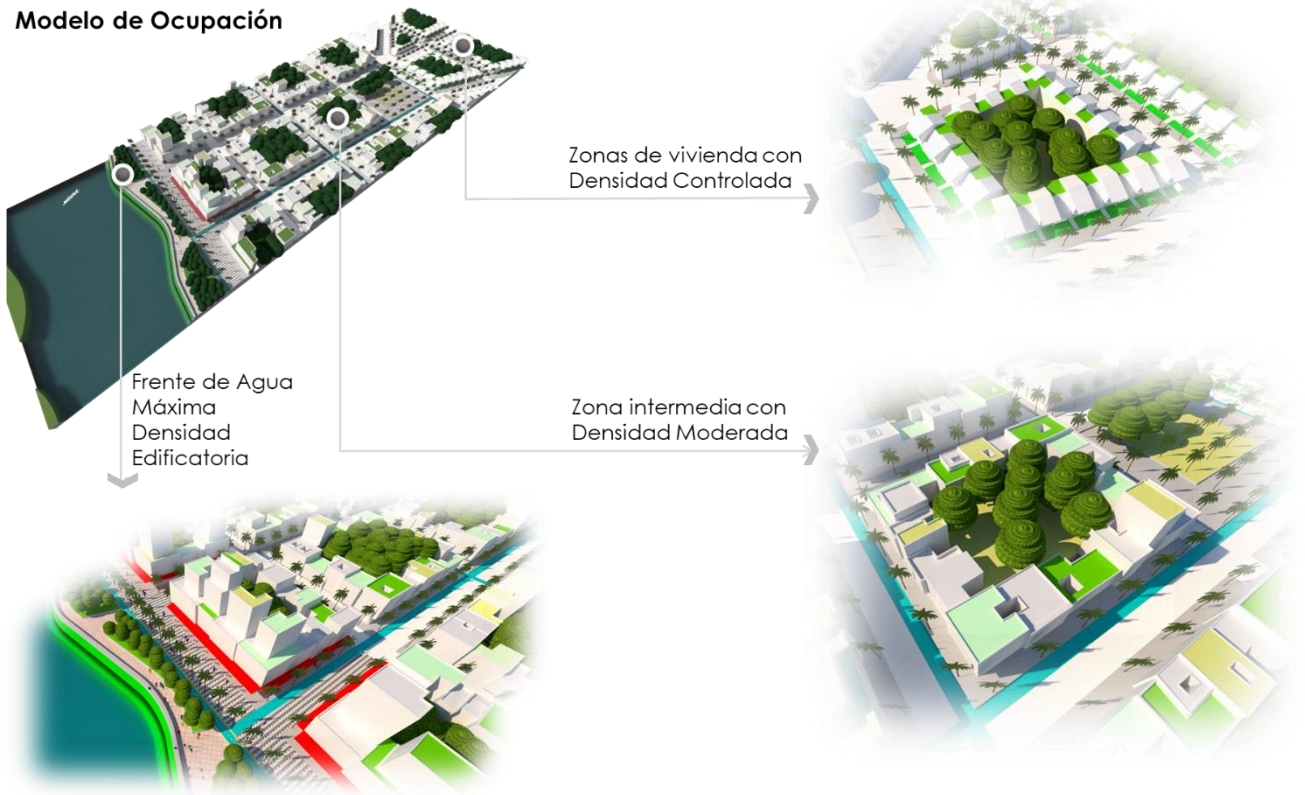 Modelo de Ocupación
Zonas de vivienda con
Densidad Controlada
Frente de Agua
Máxima
Densidad
Edificatoria
Zona intermedia con
Densidad Moderada